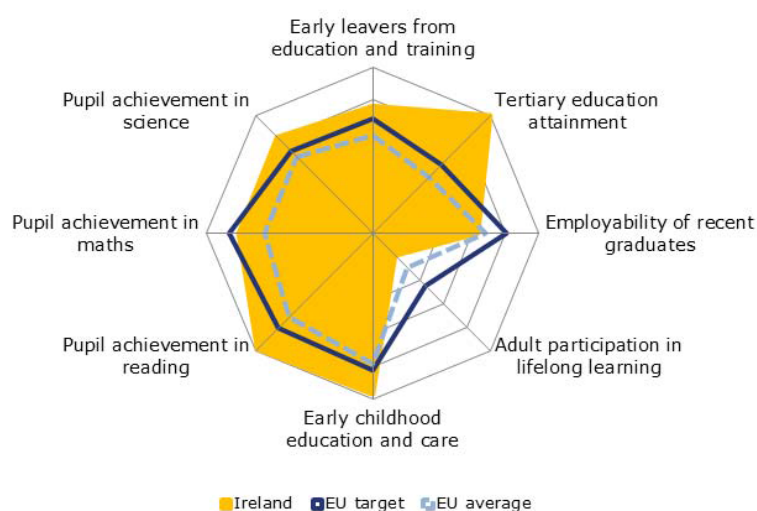 Early leavers from
education and training
Pupil achievement in
science
Tertiary education
attainment
Pupil achievement in
maths
Employability of recent
graduates
Pupil achievement in
reading
Adult participation in
lifelong learning
Early childhood
education and care
Ireland EU target EU average